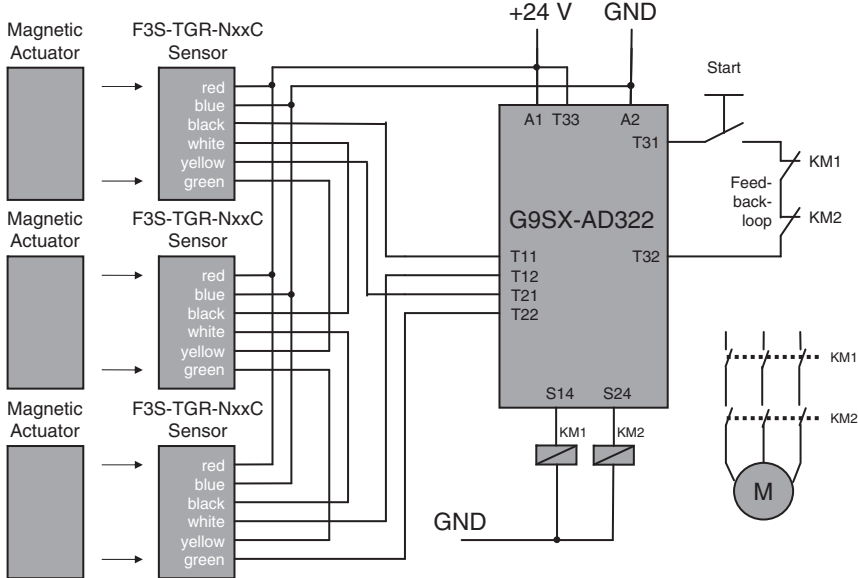 +24 V
GND
Magnetic
Actuator
F3S-TGR-NxxC
Sensor
red
blue
black
white
yellow
green
Magnetic
Actuator
F3S-TGR-NxxC
Sensor
red
blue
black
white
yellow
green
Magnetic
Actuator
F3S-TGR-NxxC
Sensor
red
blue
black
white
yellow
green
A1 T33 A2
T31
G9SX-AD322
T11
T12
T21
T22
T32
S14 S24
KM1 KM2
GND
Start
KM1
Feed-
back-
loop
KM2
KM1
KM2
M